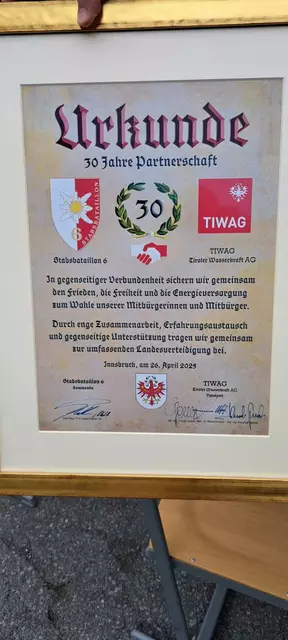 Urkunde
30 Jahre Partnerschaft
6
STABSBATAILLON
30
TIWAG
Stabsbataillon 6
TIWAG
Tiroler Wasserkraft AG
In gegenseitiger Verbundenheit sichern wir gemeinsam
den Frieden, die Freiheit und die Energieversorgung
zum Wohle unserer Mitbürgerinnen und Mitbürger.
Durch enge Zusammenarbeit, Erfahrungsaustausch
und gegenseitige Unterstützung tragen wir gemeinsam
zur umfassenden Landesverteidigung bei.
Innsbruck, am 26. April 2025
Stabsbataillon 6
Kommando
TIWAG
Tiroler Wasserkraft AG
Vorstand